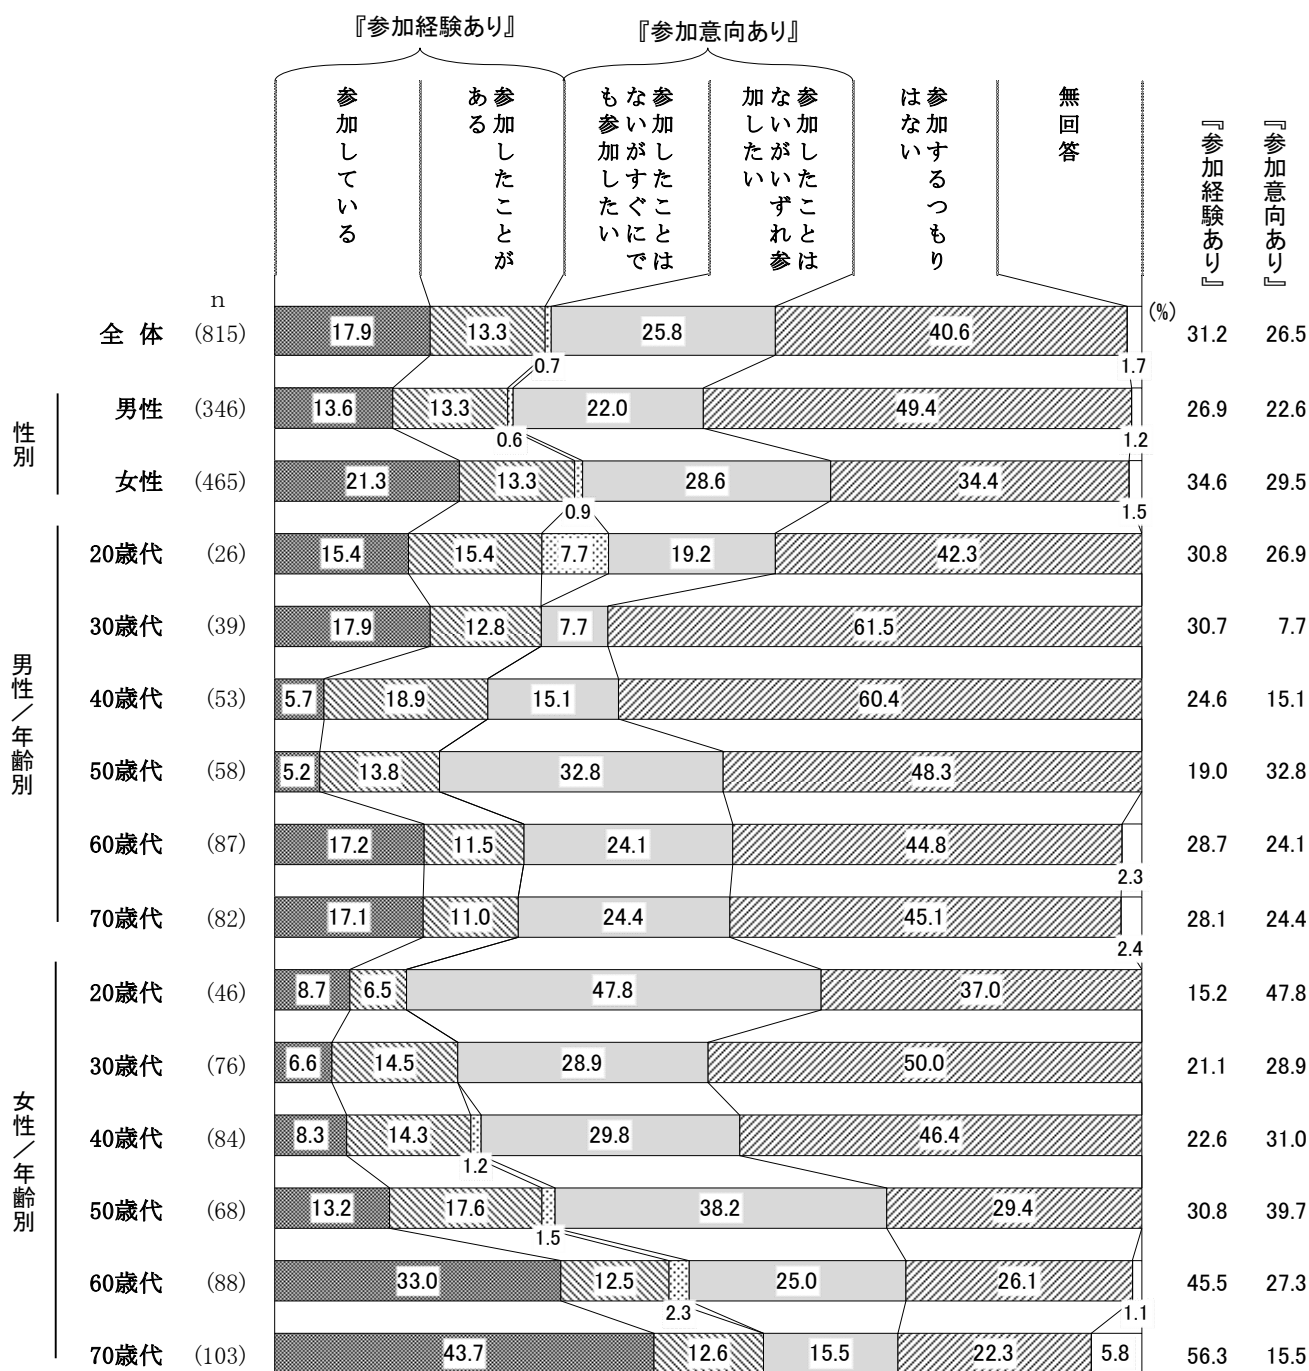 『参加経験あり』
『参加意向あり』
参加している
参加したことが
ある
参加したことは
ないがすぐにで
も参加したい
参加したことは
ないがいずれ参
加したい
参加するつもり
はない
無回答
『参加経験あり』
『参加意向あり』
n
(%)
全 体 (815) 17.9 13.3 0.7 25.8 40.6 1.7 31.2 26.5
性別
男性 (346) 13.6 13.3 0.6 22.0 49.4 1.2 26.9 22.6
女性 (465) 21.3 13.3 0.9 28.6 34.4 1.5 34.6 29.5
男性/年齢別
20歳代 (26) 15.4 15.4 7.7 19.2 42.3 30.8 26.9
30歳代 (39) 17.9 12.8 7.7 61.5 30.7 7.7
40歳代 (53) 5.7 18.9 15.1 60.4 24.6 15.1
50歳代 (58) 5.2 13.8 32.8 48.3 19.0 32.8
60歳代 (87) 17.2 11.5 24.1 44.8 2.3 28.7 24.1
70歳代 (82) 17.1 11.0 24.4 45.1 2.4 28.1 24.4
女性/年齢別
20歳代 (46) 8.7 6.5 47.8 37.0 15.2 47.8
30歳代 (76) 6.6 14.5 28.9 50.0 21.1 28.9
40歳代 (84) 8.3 14.3 1.2 29.8 46.4 22.6 31.0
50歳代 (68) 13.2 17.6 1.5 38.2 29.4 30.8 39.7
60歳代 (88) 33.0 12.5 2.3 25.0 26.1 1.1 45.5 27.3
70歳代 (103) 43.7 12.6 15.5 22.3 5.8 56.3 15.5